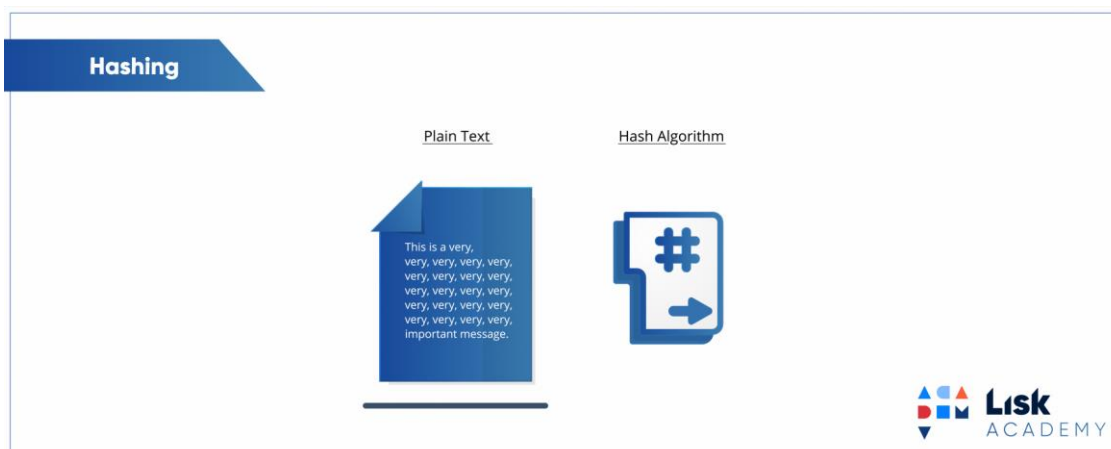 Hashing
Plain Text
Hash Algorithm
This is a very,
very, very, very, very,
very, very, very, very,
very, very, very, very,
very, very, very, very,
very, very, very, very,
important message.
#
Lisk
ACADEMY